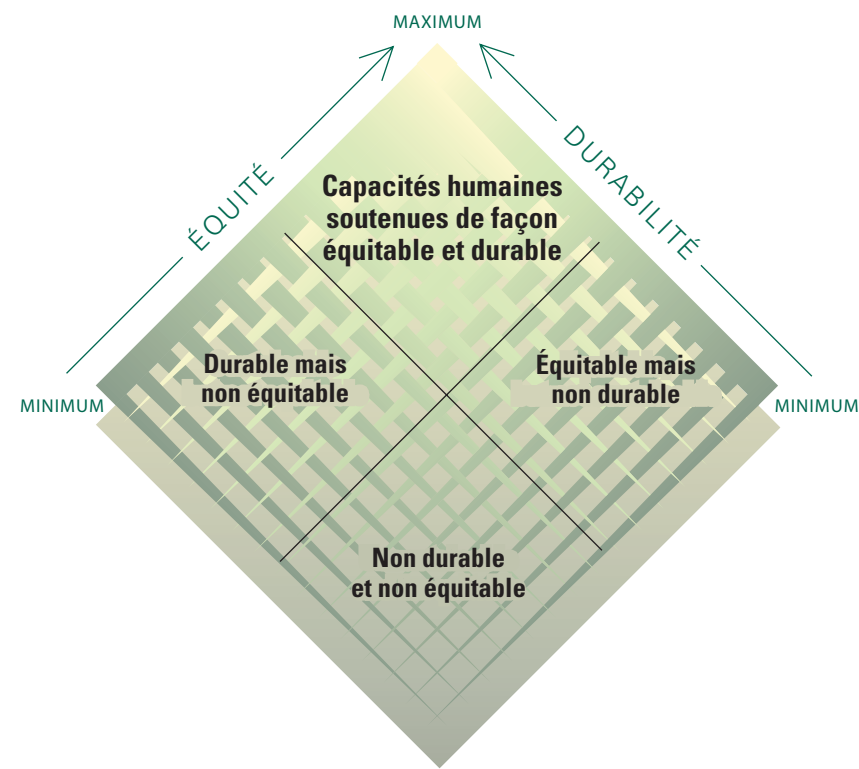 MAXIMUM
ÉQUITÉ
DURABILITÉ
Capacités humaines
soutenues de façon
équitable et durable
Durable mais
non équitable
Équitable mais
non durable
MINIMUM
MINIMUM
Non durable
et non équitable